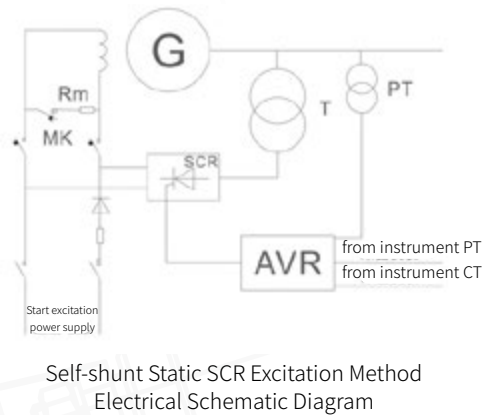 G
Rm
PT
T
MK
SCR
AVR
from instrument PT
from instrument CT
Start excitation
power supply
Self-shunt Static SCR Excitation Method
Electrical Schematic Diagram